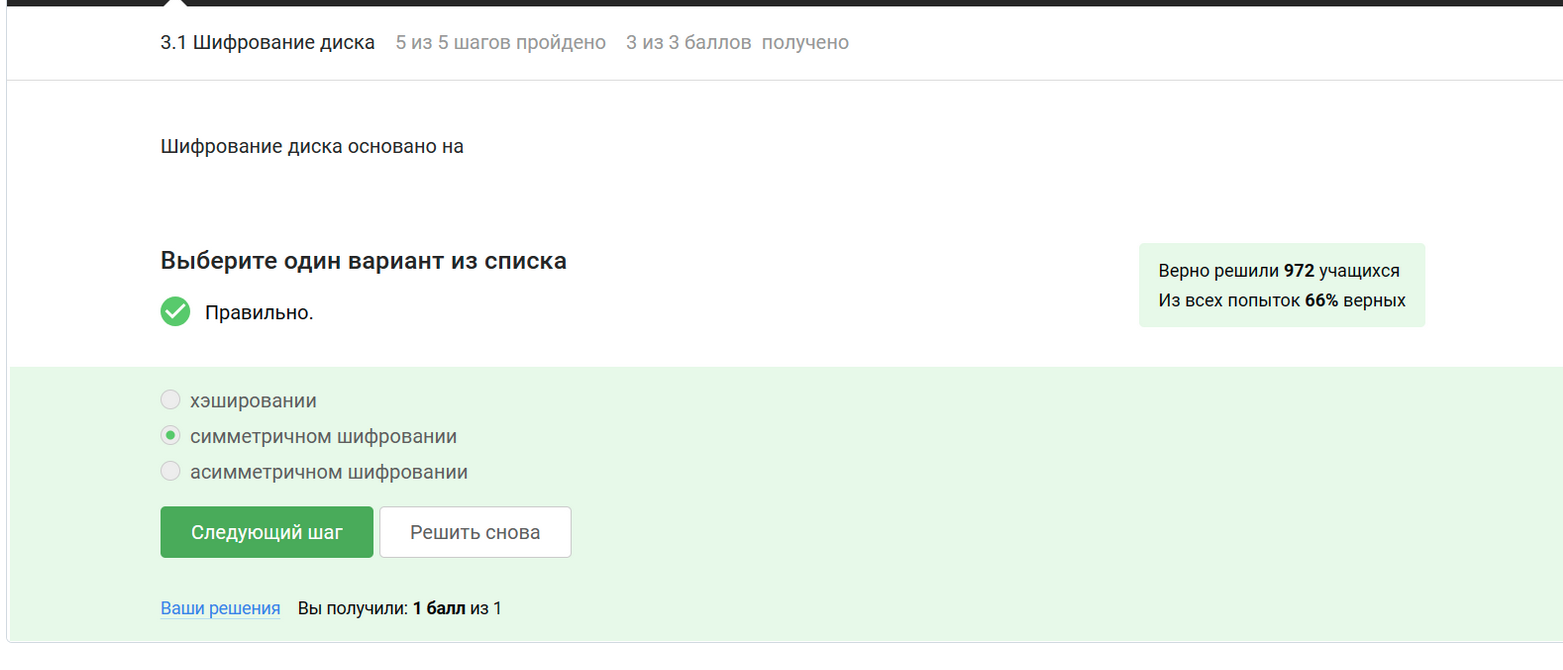 3.1 Шифрование диска 5 из 5 шагов пройдено 3 из 3 баллов получено
Шифрование диска основано на
Выберите один вариант из списка
Правильно.
Верно решили 972 учащихся
Из всех попыток 66% верных
хэшировании
симметричном шифровании
асимметричном шифровании
Следующий шаг Решить снова
Ваши решения Вы получили: 1 балл из 1